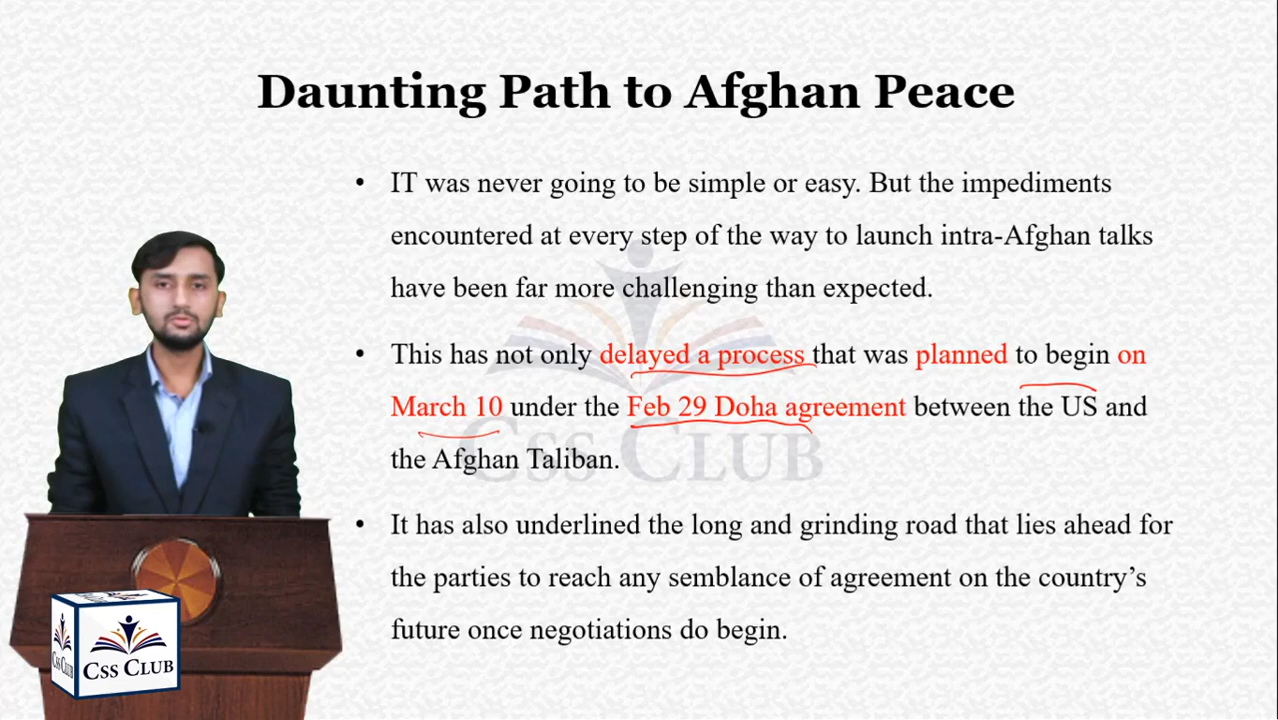 Daunting Path to Afghan Peace
• IT was never going to be simple or easy. But the impediments
encountered at every step of the way to launch intra-Afghan talks
have been far more challenging than expected.
• This has not only delayed a process that was planned to begin on
March 10 under the Feb 29 Doha agreement between the US and
the Afghan Taliban.
• It has also underlined the long and grinding road that lies ahead for
the parties to reach any semblance of agreement on the country's
future once negotiations do begin.
CSS CLUB
CSS CLUB
CSS CLUB